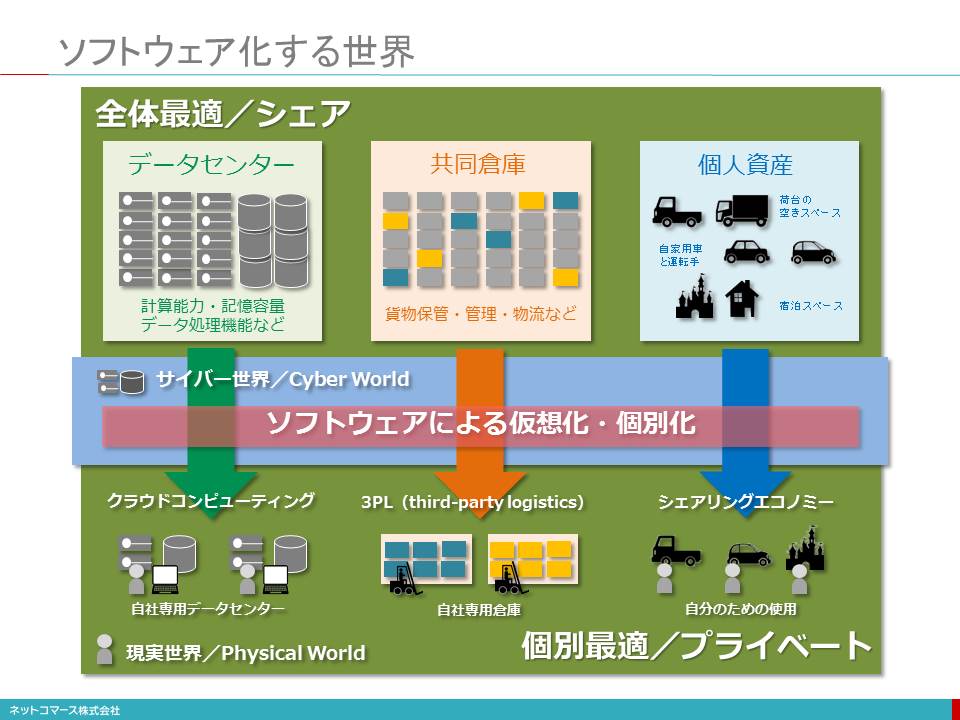 ソフトウェア化する世界
全体最適／シェア
データセンター
計算能力・記憶容量
データ処理機能など
共同倉庫
貨物保管・管理・物流など
個人資産
荷台の
空きスペース
自家用車
と運転手
宿泊スペース
サイバー世界／Cyber World
ソフトウェアによる仮想化・個別化
クラウドコンピューティング
3PL（third-party logistics）
シェアリングエコノミー
自社専用データセンター
自社専用倉庫
自分のための使用
現実世界／Physical World
個別最適／プライベート
ネットコマース株式会社